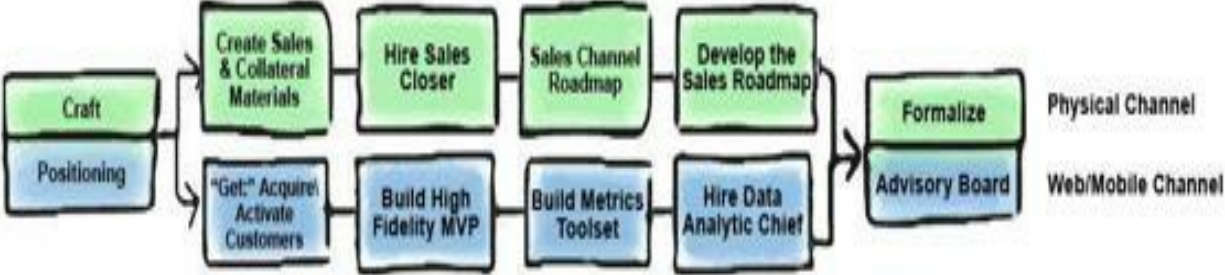 Craft
Positioning
Create Sales
& Collateral
Materials
Hire Sales
Closer
Sales Channel
Roadmap
Develop the
Sales Roadmap
"Get:" Acquire\
Activate
Customers
Build High
Fidelity MVP
Build Metrics
Toolset
Hire Data
Analytic Chief
Formalize
Advisory Board
Physical Channel
Web/Mobile Channel